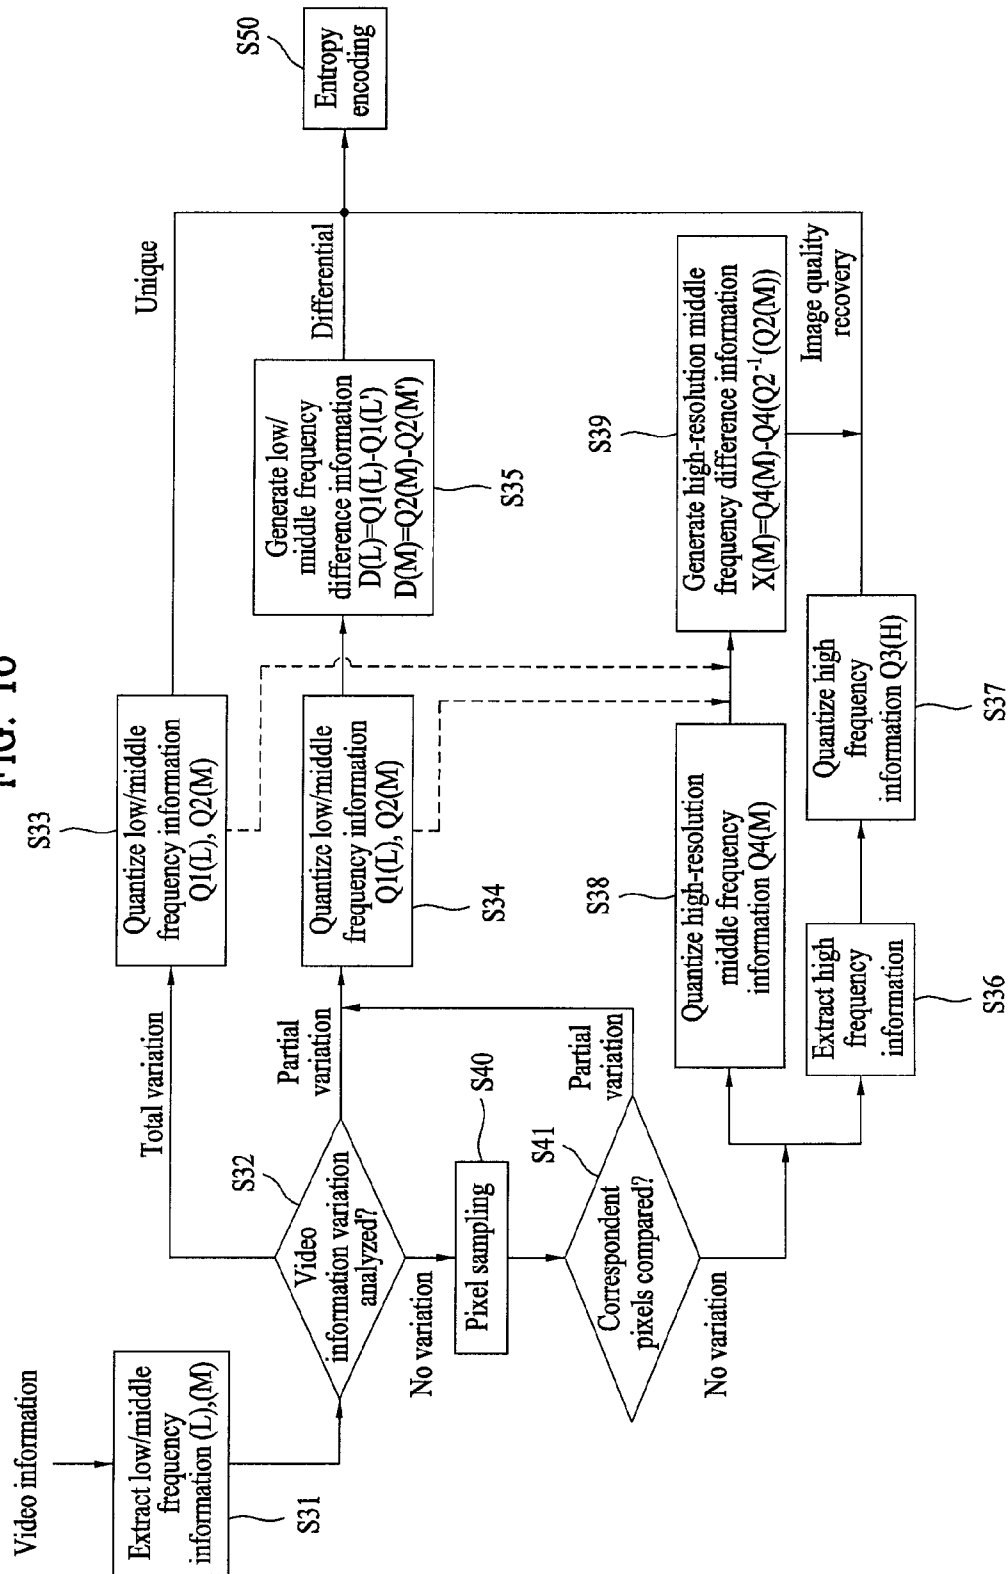 FIG. 10
Video information
Extract low/middle
frequency
information (L),(M)
S31
Video
information variation
analyzed?
S32
Total variation
Partial
variation
No variation
Quantize low/middle
frequency information
Q1(L), Q2(M)
S33
Unique
Quantize low/middle
frequency information
Q1(L), Q2(M)
S34
Generate low/
middle frequency
difference information
D(L)=Q1(L)-Q1(L')
D(M)=Q2(M)-Q2(M')
S35
Differential
Entropy
encoding
S50
Pixel sampling
S40
Correspondent
pixels compared?
S41
Partial
variation
No variation
Quantize high-resolution
middle frequency
information Q4(M)
S38
Generate high-resolution middle
frequency difference information
X(M)=Q4(M)-Q4(Q2⁻¹(Q2(M))
S39
Extract high
frequency
information
S36
Quantize high
frequency
information Q3(H)
S37
Image quality
recovery